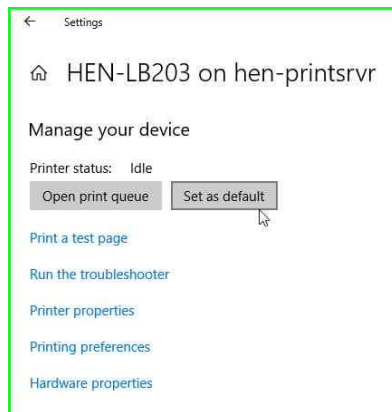 Settings
HEN-LB203 on hen-printsrvr
Manage your device
Printer status: Idle
Open print queue Set as default
Print a test page
Run the troubleshooter
Printer properties
Printing preferences
Hardware properties